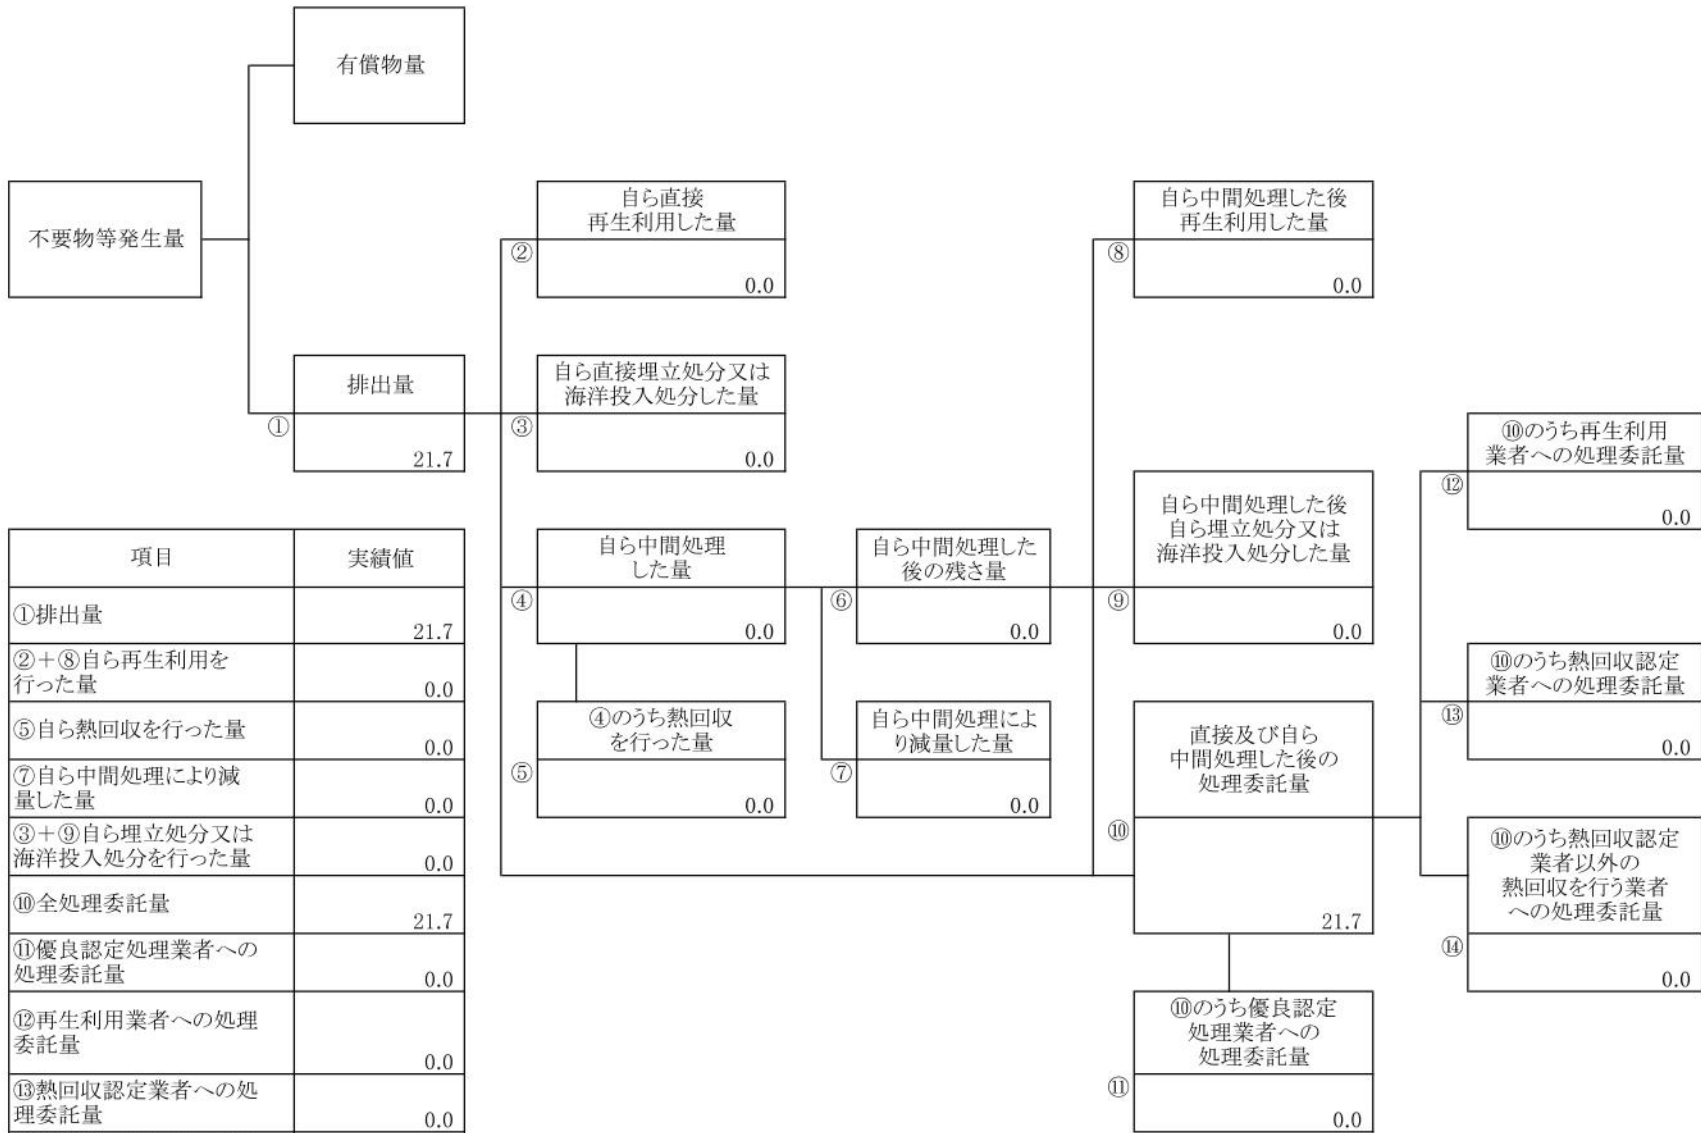 有償物量
不要物等発生量
自ら直接
再生利用した量
②
0.0
自ら中間処理した後
再生利用した量
⑧
0.0
排出量
①
21.7
自ら直接埋立処分又は
海洋投入処分した量
③
0.0
⑩のうち再生利用
業者への処理委託量
⑫
0.0
自ら中間処理
した量
④
0.0
自ら中間処理した
後の残さ量
⑥
0.0
自ら中間処理した後
自ら埋立処分又は
海洋投入処分した量
⑨
0.0
⑩のうち熱回収認定
業者への処理委託量
⑬
0.0
④のうち熱回収
を行った量
⑤
0.0
自ら中間処理によ
り減量した量
⑦
0.0
直接及び自ら
中間処理した後の
処理委託量
⑩
21.7
⑩のうち熱回収認定
業者以外の
熱回収を行う業者
への処理委託量
⑭
0.0
⑩のうち優良認定
処理業者への
処理委託量
⑪
0.0
項目 実績値
①排出量
21.7
②+⑧自ら再生利用を
行った量
0.0
⑤自ら熱回収を行った量
0.0
⑦自ら中間処理により減
量した量
0.0
③+⑨自ら埋立処分又は
海洋投入処分を行った量
0.0
⑩全処理委託量
21.7
⑪優良認定処理業者への
処理委託量
0.0
⑫再生利用業者への処理
委託量
0.0
⑬熱回収認定業者への処
理委託量
0.0